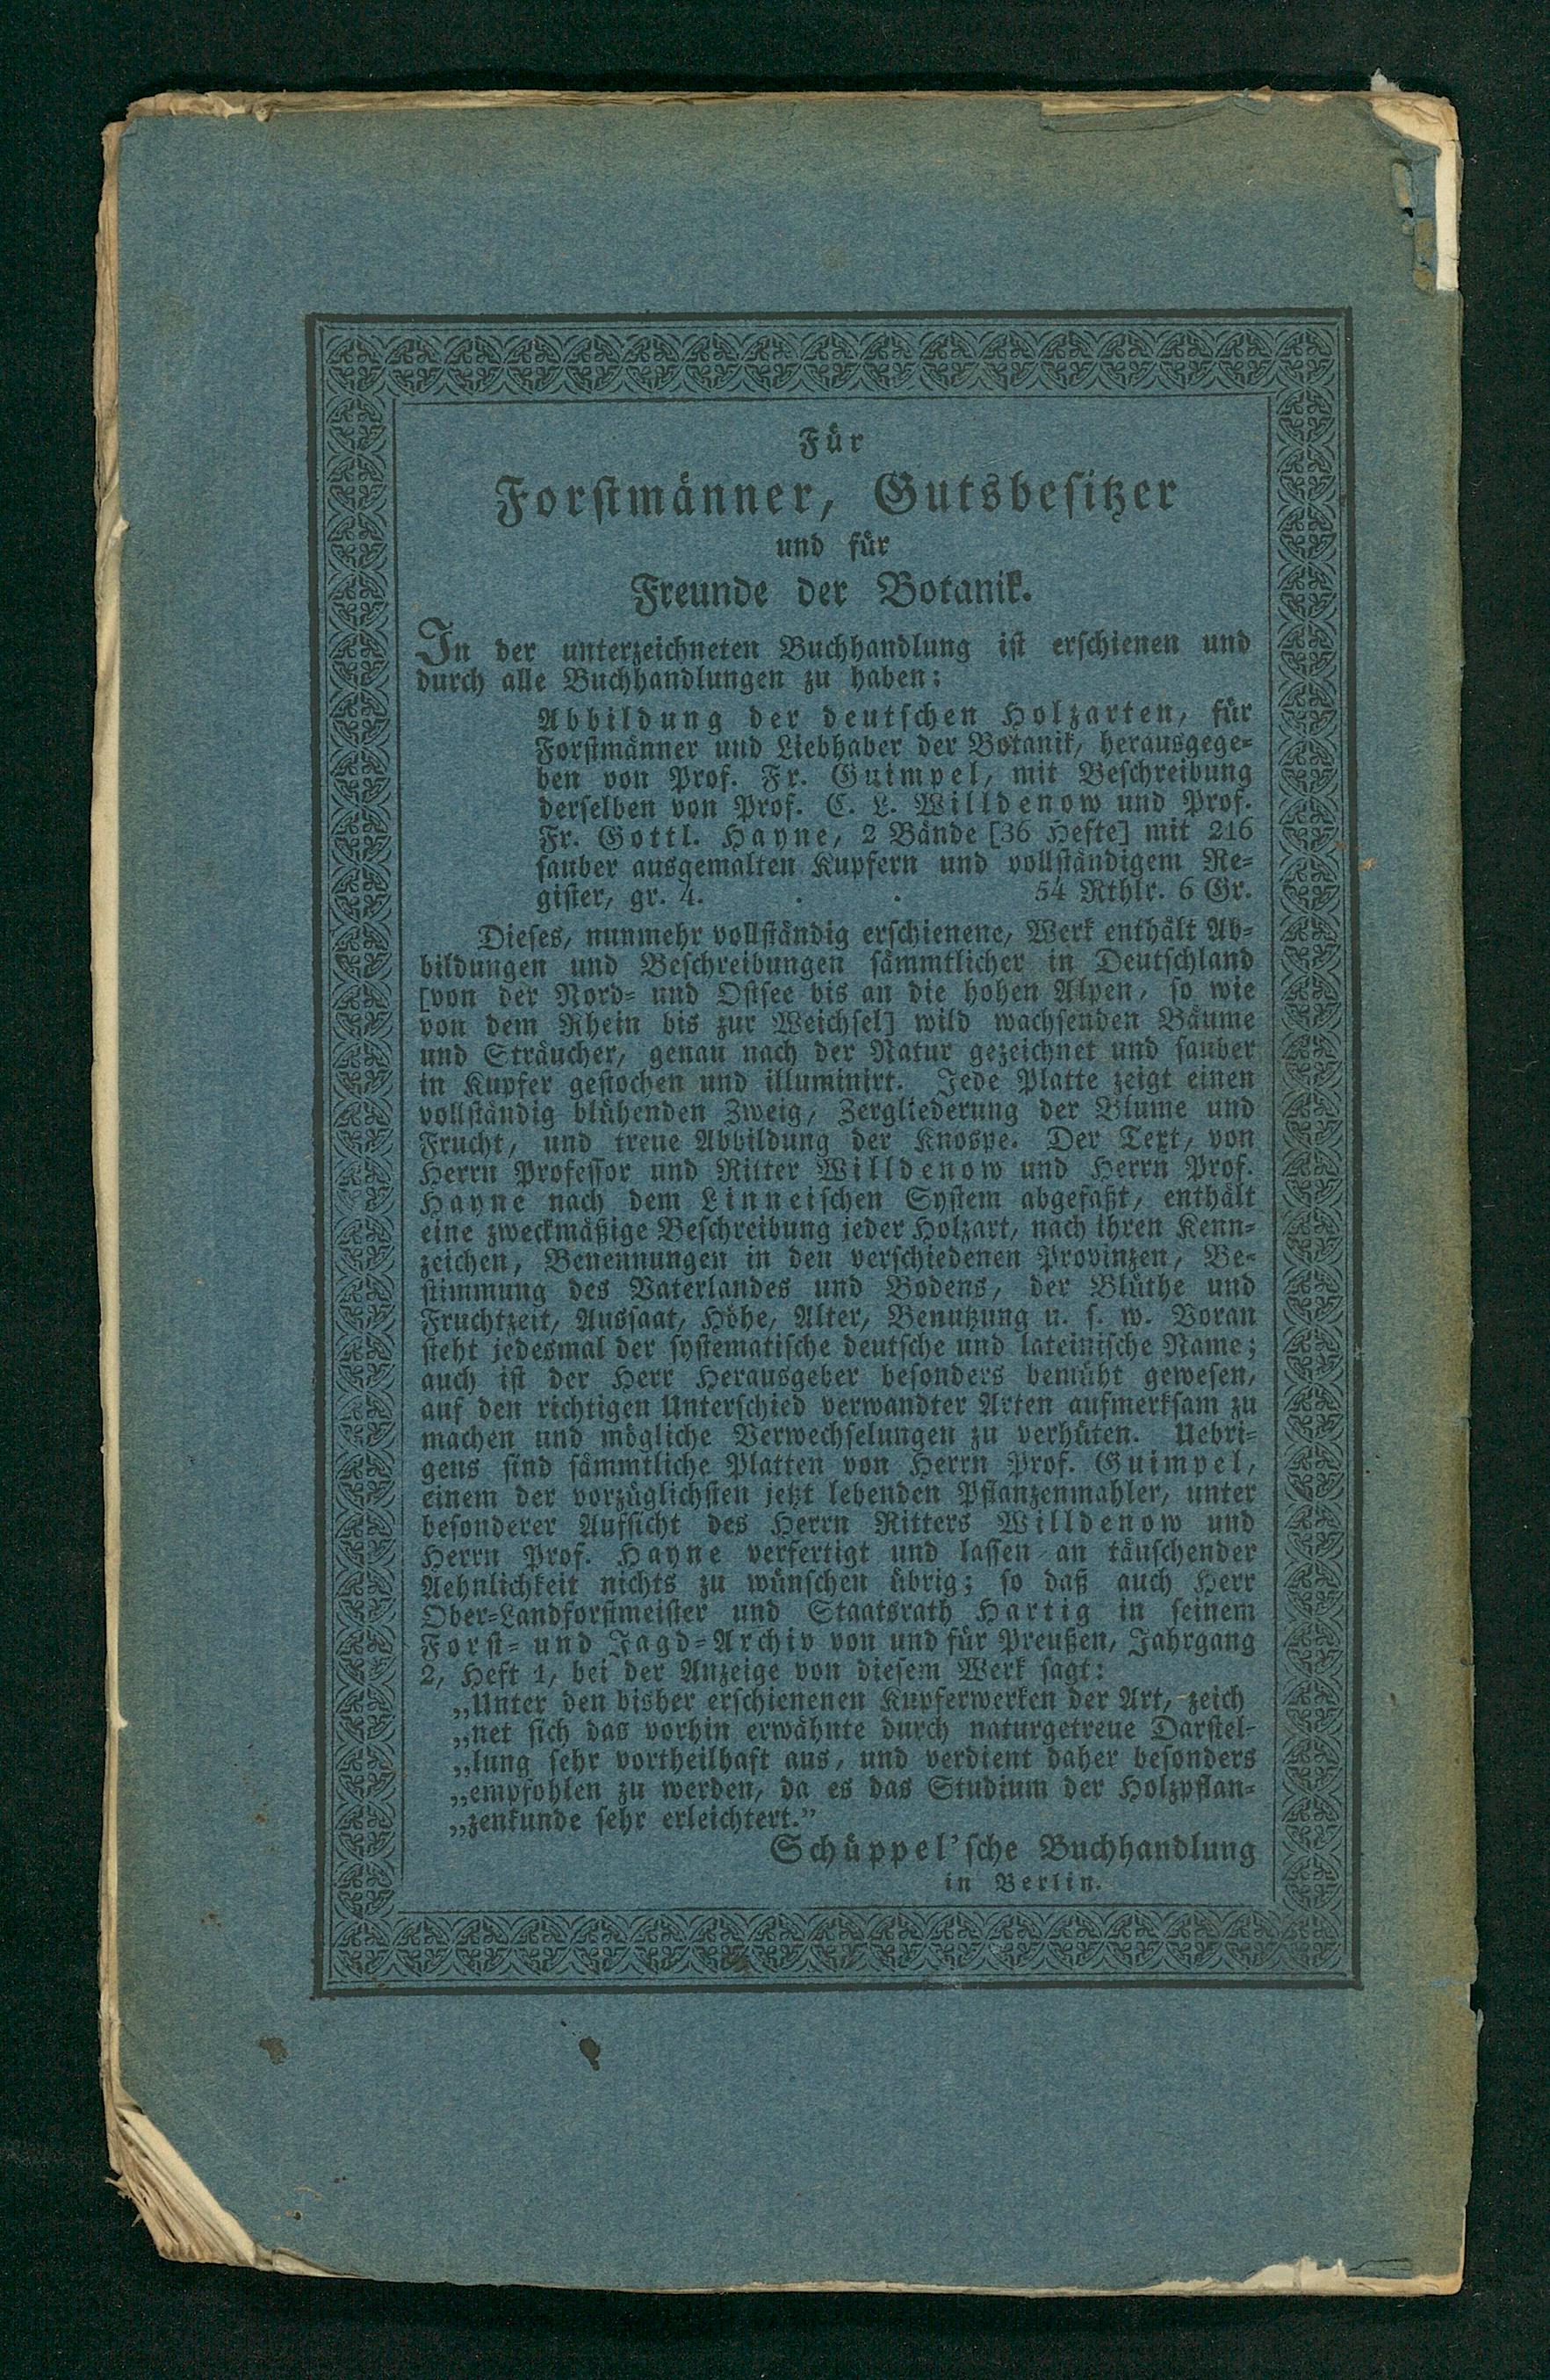 Für
Forstmänner, Gutsbesitzer
und für
Freunde der Botanik.
In der unterzeichneten Buchhandlung ist erschienen und
durch alle Buchhandlungen zu haben:
Abbildung der deutschen Holzarten, für
Forstmänner und Liebhaber der Botanik, herausgege-
ben von Prof. Fr. Guimpel, mit Beschreibung
derselben von Prof. C. L. Willdenow und Prof.
Fr. Gottl. Hayne, 2 Bände [36 Hefte] mit 216
sauber ausgemalten Kupfern und vollständigem Re-
gister, gr. 4. . . 54 Rthlr. 6 Gr.
Dieses, nunmehr vollständig erschienene, Werk enthält Ab-
bildungen und Beschreibungen sämmtlicher in Deutschland
[von der Nord- und Ostsee bis an die hohen Alpen, so wie
von dem Rhein bis zur Weichsel] wild wachsenden Bäume
und Sträucher, genau nach der Natur gezeichnet und sauber
in Kupfer gestochen und illuminirt. Jede Platte zeigt einen
vollständig blühenden Zweig, Zergliederung der Blume und
Frucht, und treue Abbildung der Knospe. Der Text, von
Herrn Professor und Ritter Willdenow und Herrn Prof.
Hayne nach dem Linneischen System abgefaßt, enthält
eine zweckmäßige Beschreibung jeder Holzart, nach ihren Kenn-
zeichen, Benennungen in den verschiedenen Provinzen, Be-
stimmung des Vaterlandes und Bodens, der Blüthe und
Fruchtzeit, Aussaat, Höhe, Alter, Benutzung u. s. w. Voran
steht jedesmal der systematische deutsche und lateinische Name;
auch ist der Herr Herausgeber besonders bemüht gewesen,
auf den richtigen Unterschied verwandter Arten aufmerksam zu
machen und mögliche Verwechselungen zu verhüten. Uebri-
gens sind sämmtliche Platten von Herrn Prof. Guimpel,
einem der vorzüglichsten jetzt lebenden Pflanzenmahler, unter
besonderer Aufsicht des Herrn Ritters Willdenow und
Herrn Prof. Hayne verfertigt und lassen an täuschender
Aehnlichkeit nichts zu wünschen übrig; so daß auch Herr
Ober-Landforstmeister und Staatsrath Hartig in seinem
Forst- und Jagd-Archiv von und für Preußen, Jahrgang
2, Heft 1, bei der Anzeige von diesem Werk sagt:
„Unter den bisher erschienenen Kupferwerken der Art, zeich
„net sich das vorhin erwähnte durch naturgetreue Darstel-
„lung sehr vortheilhaft aus, und verdient daher besonders
„empfohlen zu werden, da es das Studium der Holzpflan-
„zenkunde sehr erleichtert.”
Schüppel'sche Buchhandlung
in Berlin.